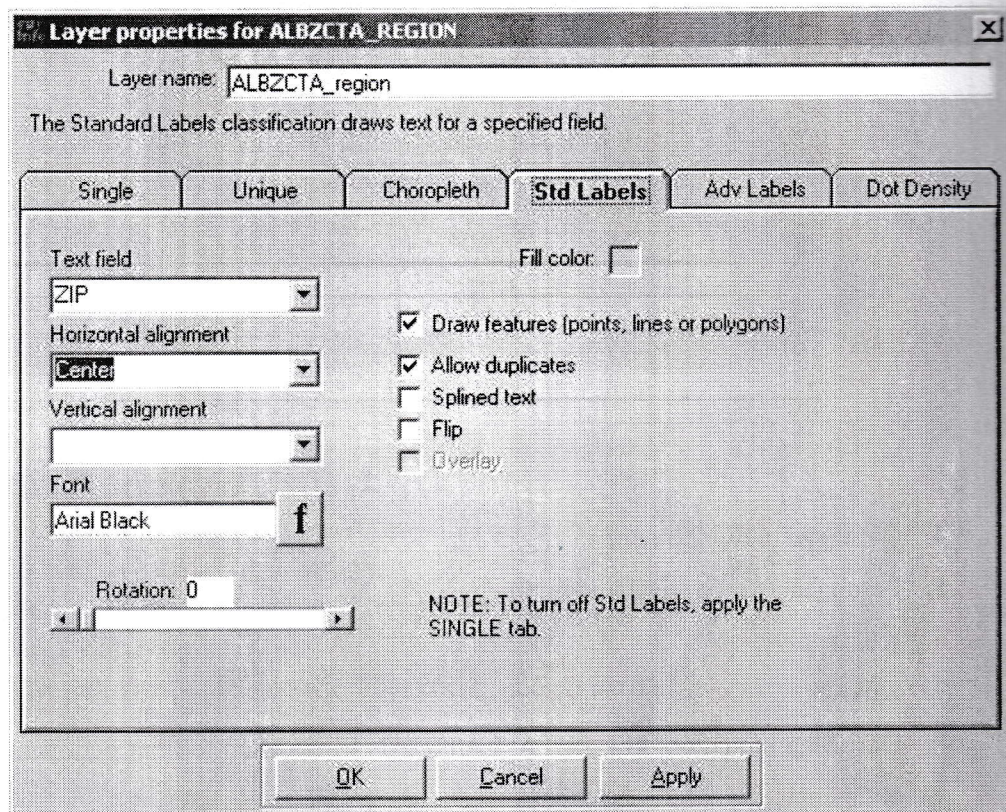 Layer properties for ALBZCTA_REGION
Layer name: ALBZCTA_region
The Standard Labels classification draws text for a specified field.
Single Unique Choropleth Std Labels Adv Labels Dot Density
Text field
Fill color:
ZIP
Draw features (points, lines or polygons)
Horizontal alignment
Center
Allow duplicates
Splined text
Vertical alignment
Flip
Overlay
Font
Arial Black f
Rotation: 0
NOTE: To turn off Std Labels, apply the
SINGLE tab.
OK Cancel Apply